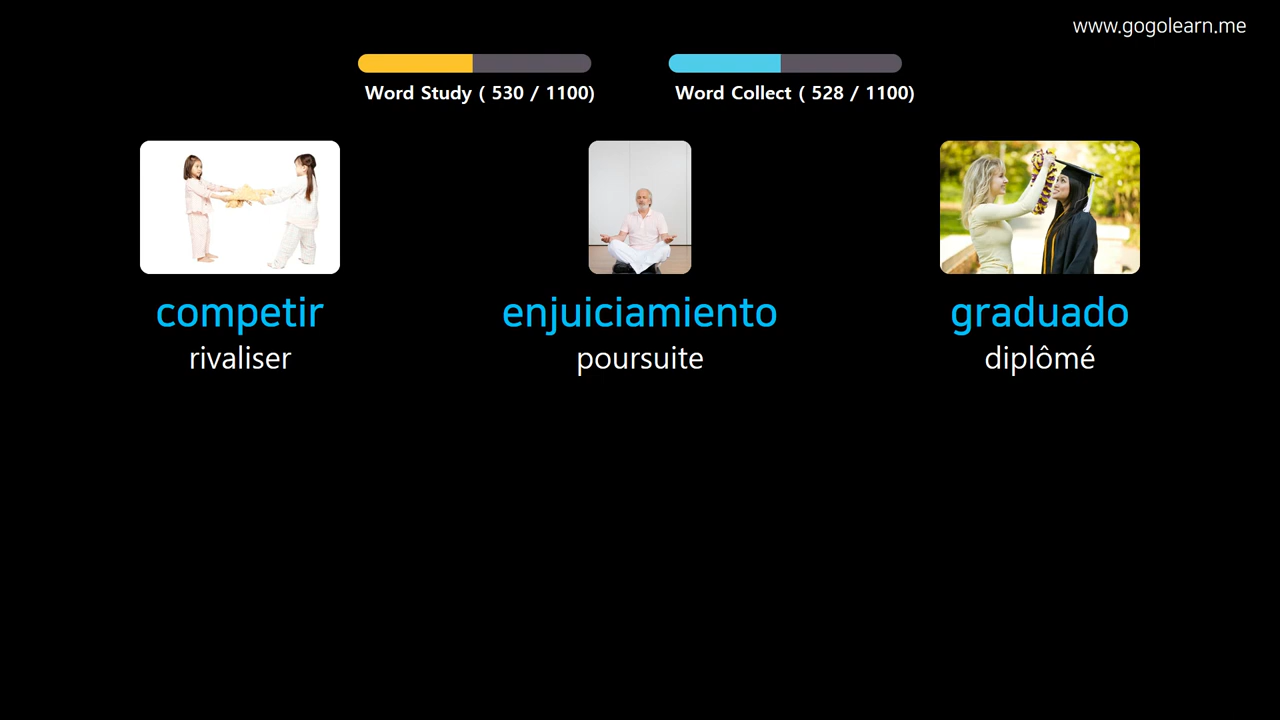 www.gogolearn.me
Word Study ( 530 / 1100)
Word Collect ( 528 / 1100)
competir
enjuiciamiento
graduado
rivaliser
poursuite
diplômé